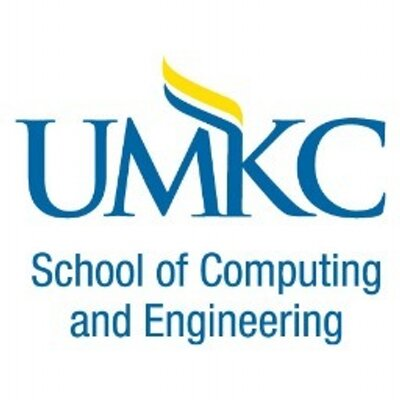 UMKC
School of Computing
and Engineering